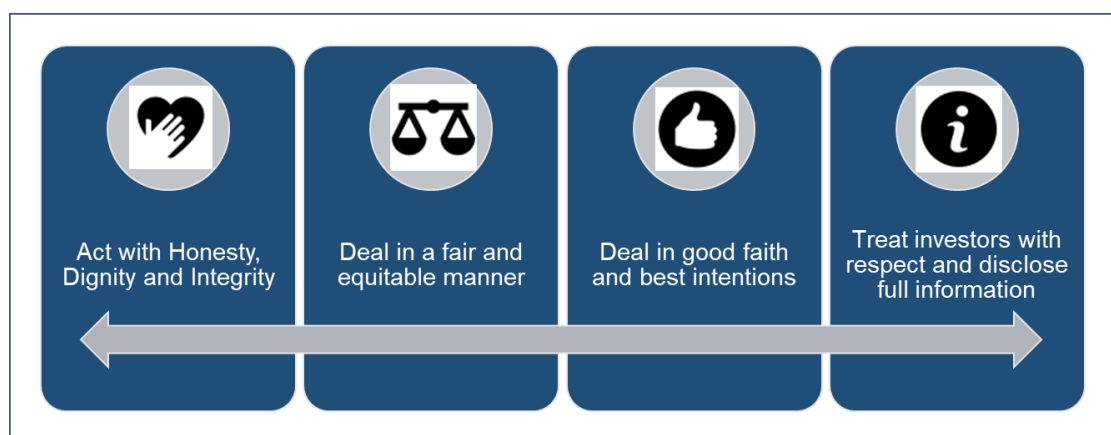 Act with Honesty,
Dignity and Integrity
Deal in a fair and
equitable manner
Deal in good faith
and best intentions
Treat investors with
respect and disclose
full information